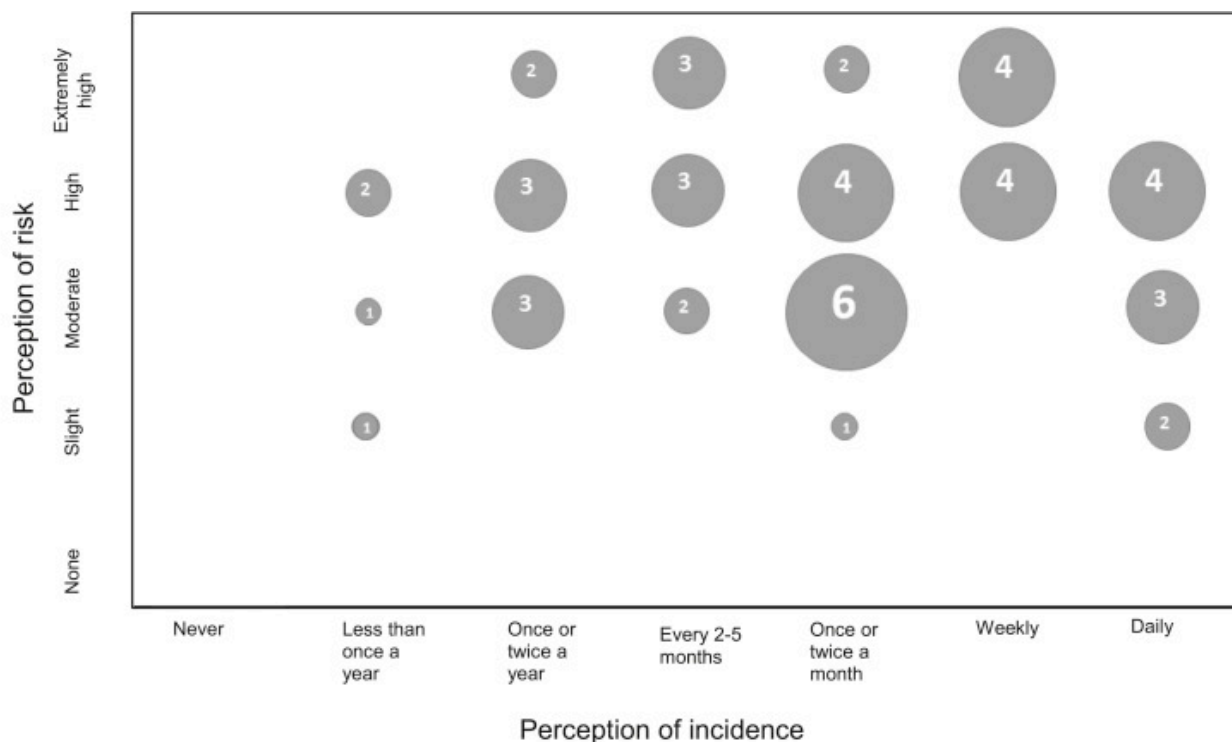 Perception of risk
Extremely
high
High
Moderate
Slight
None
2
3
2
4
2
3
3
4
4
4
1
3
2
6
3
1
1
2
Never
Less than
once a
year
Once or
twice a
year
Every 2-5
months
Once or
twice a
month
Weekly
Daily
Perception of incidence